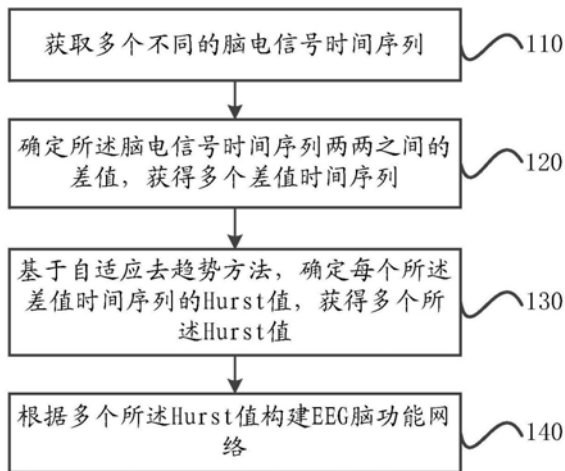 获取多个不同的脑电信号时间序列
110
确定所述脑电信号时间序列两两之间的
差值，获得多个差值时间序列
120
基于自适应去趋势方法，确定每个所述
差值时间序列的Hurst值，获得多个所
述Hurst值
130
根据多个所述Hurst值构建EEG脑功能网
络
140